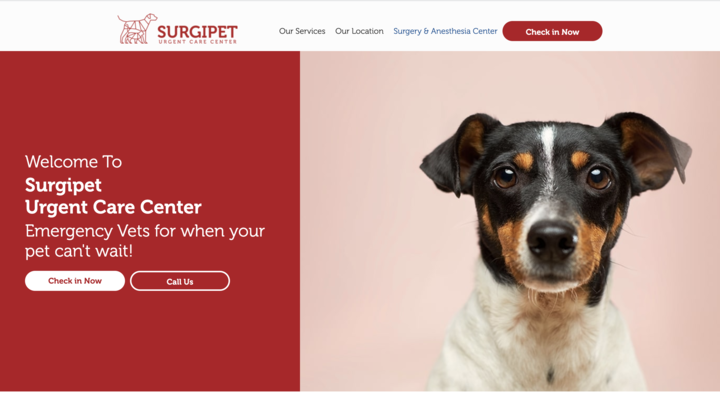 SURGIPET
URGENT CARE CENTER
Our Services
Our Location
Surgery & Anesthesia Center
Check in Now
Welcome To
Surgipet
Urgent Care Center
Emergency Vets for when your
pet can't wait!
Check in Now
Call Us